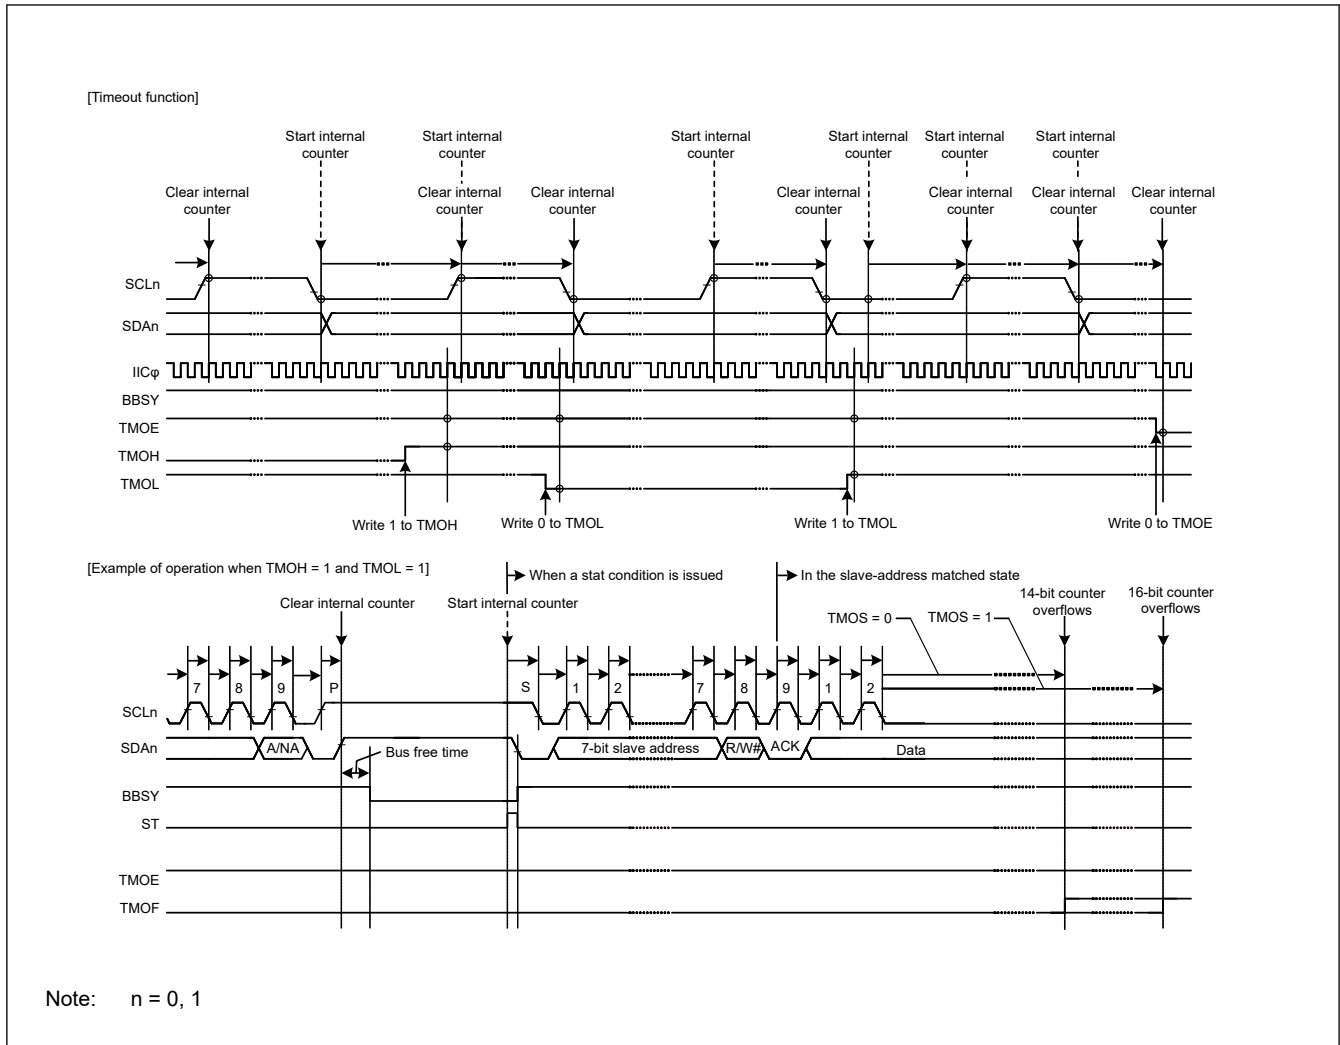 [Timeout function]
Start internal counter
Start internal counter
Start internal counter
Start internal counter
Start internal counter
Start internal counter
Clear internal counter
Clear internal counter
Clear internal counter
Clear internal counter
Clear internal counter
Clear internal counter
Clear internal counter
SCLn
SDAn
IICφ
BBSY
TMOE
TMOH
TMOL
Write 1 to TMOH
Write 0 to TMOL
Write 1 to TMOL
Write 0 to TMOE
[Example of operation when TMOH = 1 and TMOL = 1]
When a stat condition is issued
In the slave-address matched state
Clear internal counter
Start internal counter
14-bit counter overflows
16-bit counter overflows
TMOS = 0
TMOS = 1
7 8 9 P S 1 2 7 8 9 1 2
SCLn
SDAn
A/NA
7-bit slave address
R/W#
ACK
Data
Bus free time
BBSY
ST
TMOE
TMOF
Note: n = 0, 1